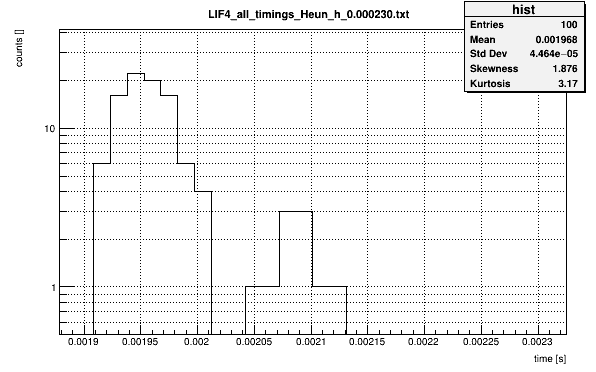 LIF4_all_timings_Heun_h_0.000230.txt
hist
Entries 100
Mean 0.001968
Std Dev 4.464e−05
Skewness 1.876
Kurtosis 3.17
counts []
10
1
0.0019 0.00195 0.002 0.00205 0.0021 0.00215 0.0022 0.00225 0.0023
time [s]